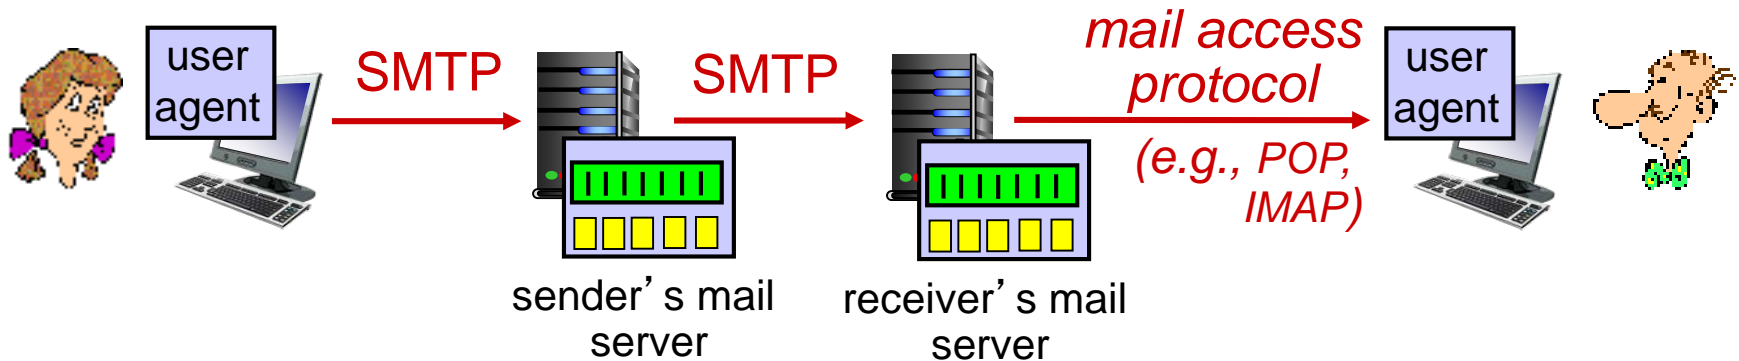 user
agent
SMTP
SMTP
mail access
protocol
(e.g., POP,
IMAP)
user
agent
sender’s mail
server
receiver’s mail
server